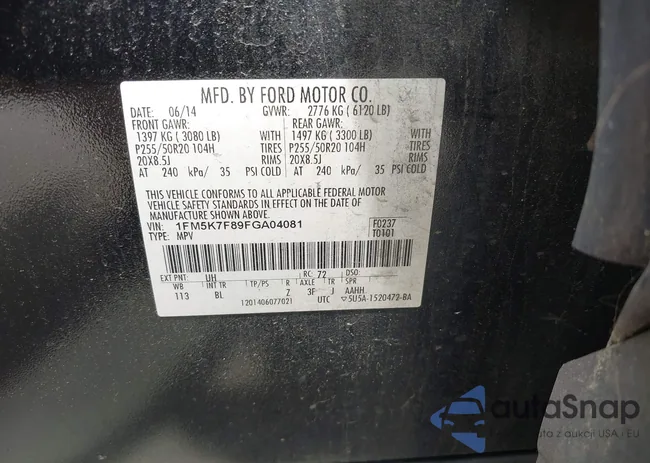 MFD. BY FORD MOTOR CO.
DATE: 06/14 GVWR: 2776 KG ( 6120 LB)
FRONT GAWR: REAR GAWR:
1397 KG ( 3080 LB) WITH 1497 KG ( 3300 LB) WITH
P255/50R20 104H TIRES P255/50R20 104H TIRES
20X8.5J RIMS 20X8.5J RIMS
AT 240 kPa/ 35 PSI COLD AT 240 kPa/ 35 PSI COLD
THIS VEHICLE CONFORMS TO ALL APPLICABLE FEDERAL MOTOR
VEHICLE SAFETY STANDARDS IN EFFECT ON THE DATE OF
MANUFACTURE SHOWN ABOVE.
VIN: 1FM5K7F89FGA04081 F0237
TYPE: MPV T0101
EXT PNT: UH RC: 72 DSO:
WB INT TR TP/PS R AXLE TR SPR
113 BL Z 3F J AAHH
1201406077021 UTC 5U5A-1520472-BA
autoSnap
Auta z aukcji USA i EU